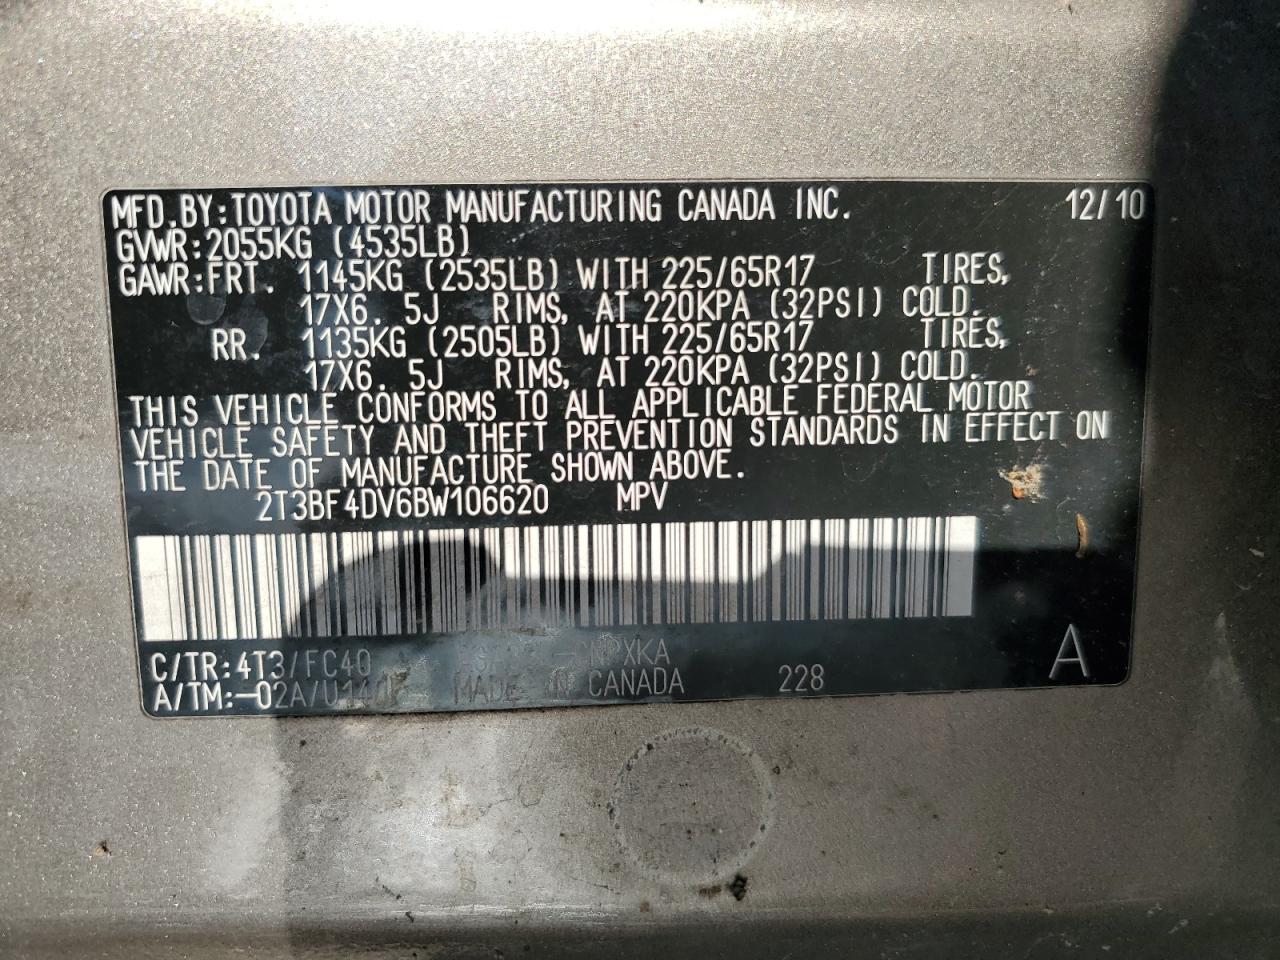 MFD.BY:TOYOTA MOTOR MANUFACTURING CANADA INC. 12/10
GVWR:2055KG (4535LB)
GAWR:FRT. 1145KG (2535LB) WITH 225/65R17 TIRES,
17X6. 5J RIMS, AT 220KPA (32PSI) COLD.
RR. 1135KG (2505LB) WITH 225/65R17 TIRES,
17X6. 5J RIMS, AT 220KPA (32PSI) COLD.
THIS VEHICLE CONFORMS TO ALL APPLICABLE FEDERAL MOTOR
VEHICLE SAFETY AND THEFT PREVENTION STANDARDS IN EFFECT ON
THE DATE OF MANUFACTURE SHOWN ABOVE.
2T3BF4DV6BW106620 MPV
C/TR:4T3/FC40 A
A/TM:-02A/ MADE IN CANADA 228